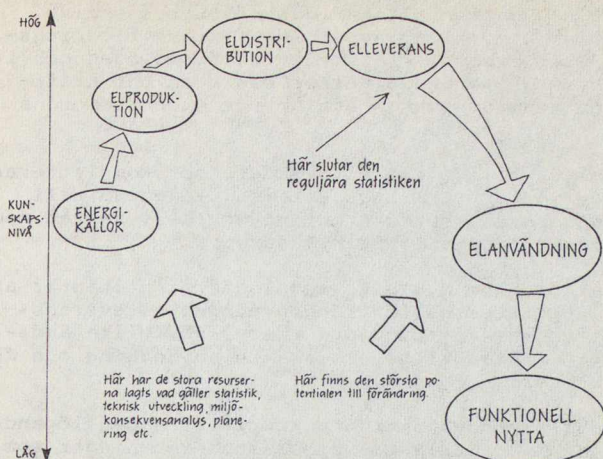 HÖG
ELDISTRI-
BUTION
ELLEVERANS
ELPRODUK-
TION
Här slutar den
reguljära statistiken
KUN-
SKAPS-
NIVÅ
ENERGI-
KÄLLOR
ELANVÄNDNING
Här har de stora resurser-
na lagts vad gäller statistik,
teknisk utveckling, miljö-
konsekvensanalys, plane-
ring etc.
Här finns den största po-
tentialen till förändring.
FUNKTIONELL
NYTTA
LÅG